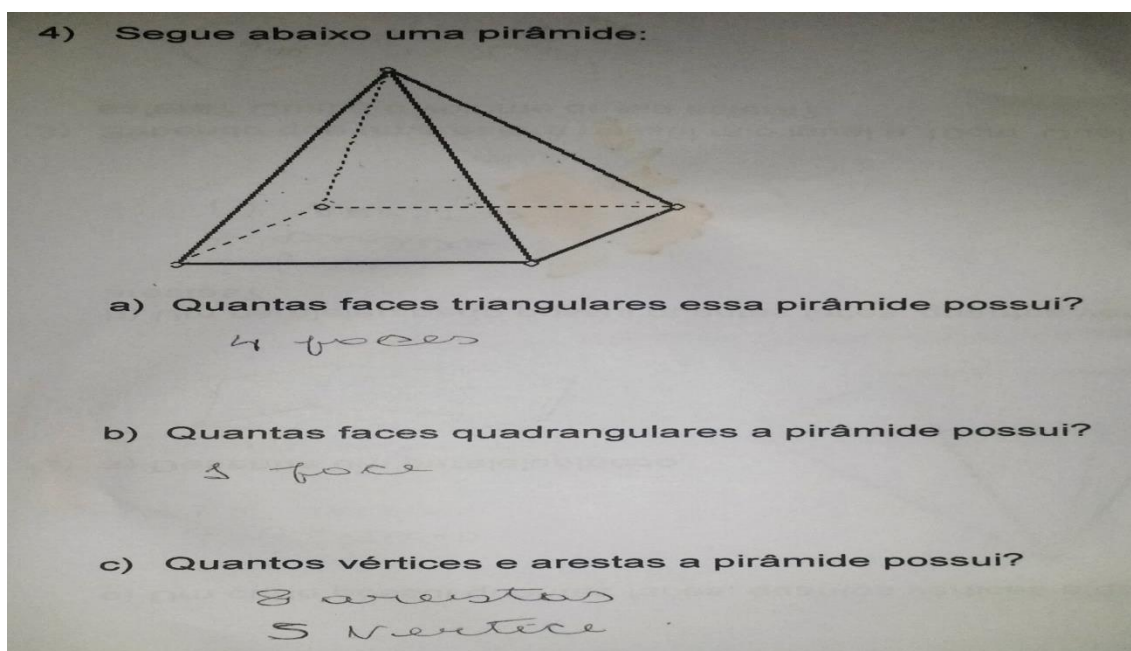 4) Segue abaixo uma pirâmide:
a) Quantas faces triangulares essa pirâmide possui?
4 faces
b) Quantas faces quadrangulares a pirâmide possui?
1 face
c) Quantos vértices e arestas a pirâmide possui?
8 arestas
5 vertice